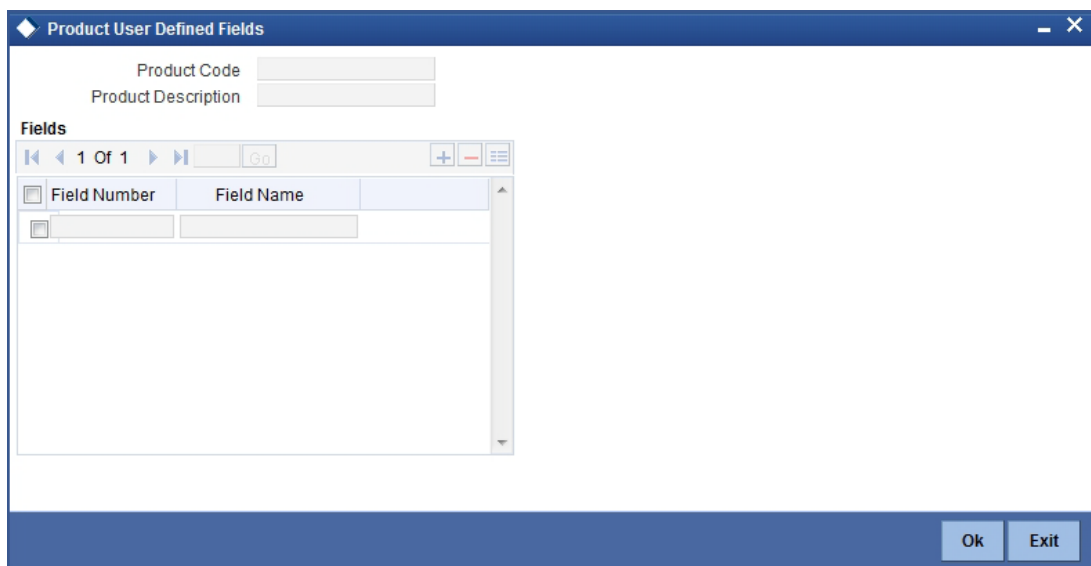 Product User Defined Fields
Product Code
Product Description
Fields
1 Of 1 Go
Field Number Field Name
Ok Exit